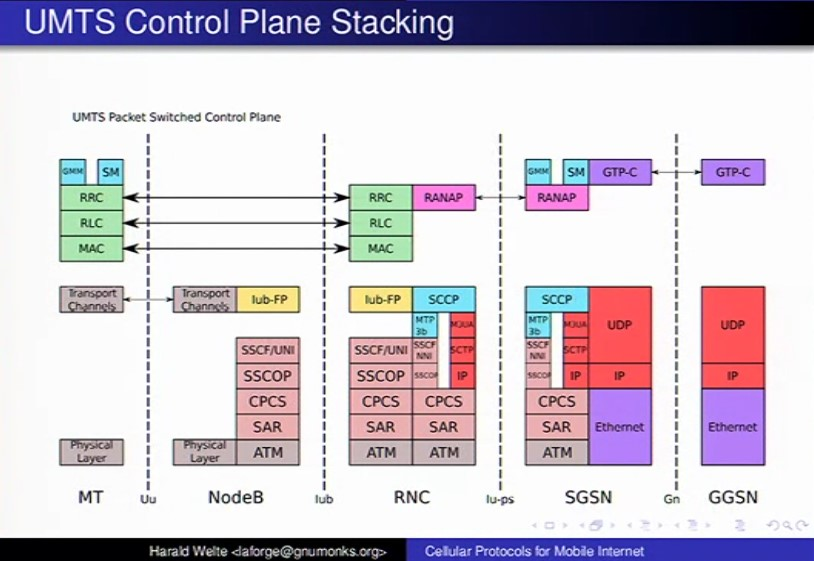 UMTS Control Plane Stacking
UMTS Packet Switched Control Plane
GMM SM GMM SM GTP-C GTP-C
RRC RRC RANAP RANAP
RLC RLC
MAC MAC
Transport Channels Transport Channels Iub-FP Iub-FP SCCP SCCP
MTP 3b M3UA MTP 3b M3UA UDP UDP
SSCF/UNI SSCF/UNI SSCF NNI SCTP SSCF NNI SCTP
SSCOP SSCOP SSCOP IP SSCOP IP IP IP
CPCS CPCS CPCS CPCS
SAR SAR SAR SAR Ethernet Ethernet
Physical Layer Physical Layer ATM ATM ATM ATM
MT Uu NodeB Iub RNC Iu-ps SGSN Gn GGSN
Harald Welte <laforge@gnumonks.org> Cellular Protocols for Mobile Internet